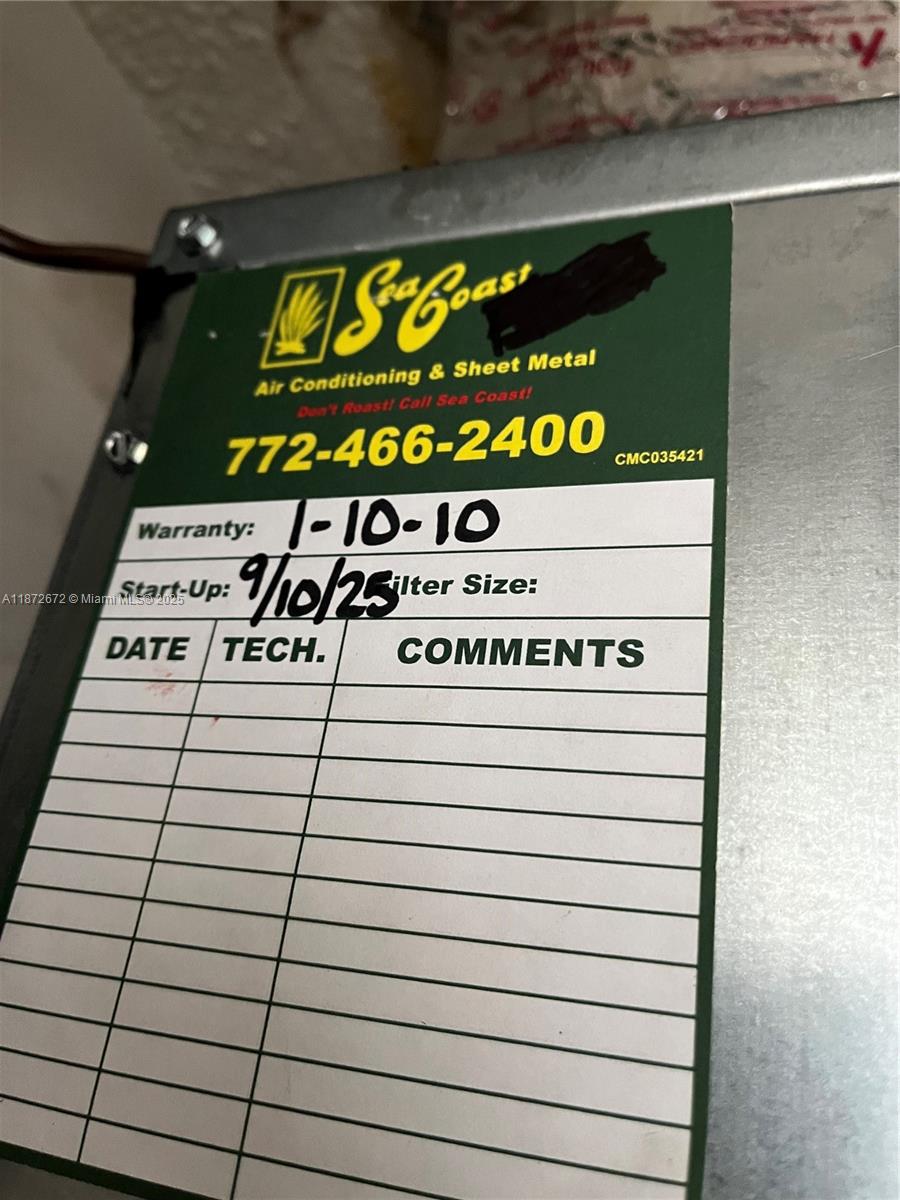 Sea Coast
Air Conditioning & Sheet Metal
Don't Roast! Call Sea Coast!
772-466-2400 CMC035421
Warranty: 1-10-10
Start-Up: 9/10/25 Filter Size:
A11872672 © Miami MLS® 2025
DATE TECH. COMMENTS